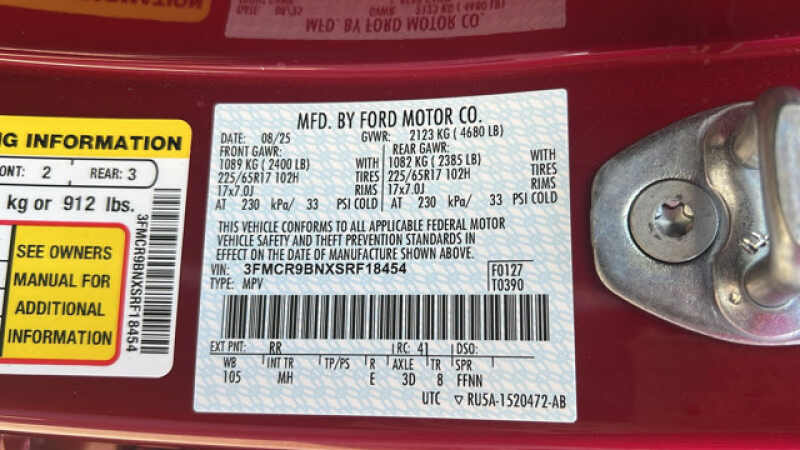 MFD. BY FORD MOTOR CO.
DATE: 08/25 GVWR: 2123 KG ( 4680 LB)
FRONT GAWR: REAR GAWR:
1089 KG ( 2400 LB) WITH 1082 KG ( 2385 LB) WITH
225/65R17 102H TIRES 225/65R17 102H TIRES
17x7.0J RIMS 17x7.0J RIMS
AT 230 kPa/ 33 PSI COLD AT 230 kPa/ 33 PSI COLD
THIS VEHICLE CONFORMS TO ALL APPLICABLE FEDERAL MOTOR
VEHICLE SAFETY AND THEFT PREVENTION STANDARDS IN
EFFECT ON THE DATE OF MANUFACTURE SHOWN ABOVE.
VIN: 3FMCR9BNXSRF18454 F0127
TYPE: MPV T0390
EXT PNT: RR RC: 41 DSO:
WB INT TR TP/PS R AXLE TR SPR
105 MH E 3D 8 FFNN
UTC RU5A-1520472-AB
NG INFORMATION
ONT: 2 REAR: 3
kg or 912 lbs.
SEE OWNERS
MANUAL FOR
ADDITIONAL
INFORMATION
3FMCR9BNXSRF18454